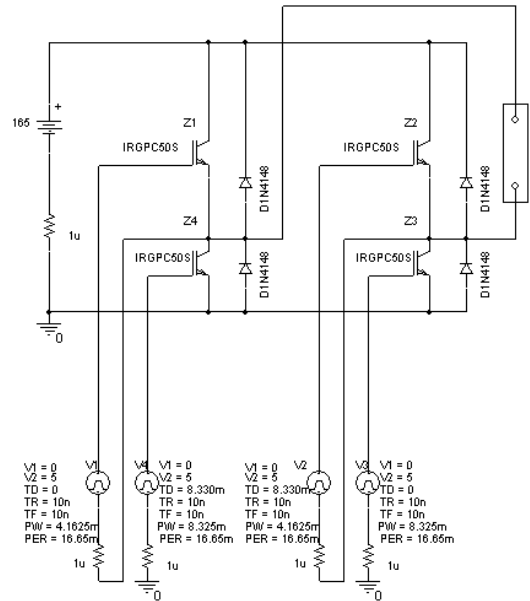 +
165
1u
0
Z1
IRGPC50S
D1N4148
Z4
IRGPC50S
D1N4148
Z2
IRGPC50S
D1N4148
Z3
IRGPC50S
D1N4148
V1
V1 = 0
V2 = 5
TD = 0
TR = 10n
TF = 10n
PW = 4.1625m
PER = 16.65m
1u
V4
V1 = 0
V2 = 5
TD = 8.330m
TR = 10n
TF = 10n
PW = 8.325m
PER = 16.65m
1u
0
V2
V1 = 0
V2 = 5
TD = 8.330m
TR = 10n
TF = 10n
PW = 4.1625m
PER = 16.65m
1u
V3
V1 = 0
V2 = 5
TD = 0
TR = 10n
TF = 10n
PW = 8.325m
PER = 16.65m
1u
0